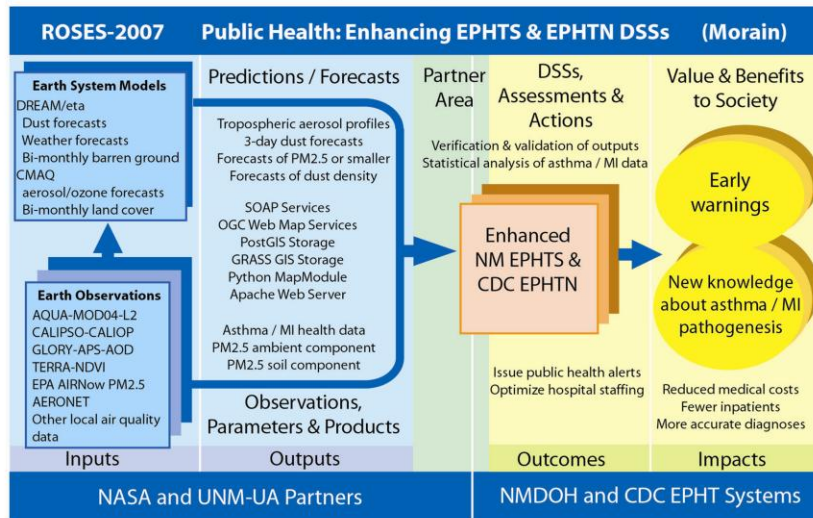 ROSES-2007 Public Health: Enhancing EPHTS & EPHTN DSSs (Morain)
Earth System Models
DREAM/eta
Dust forecasts
Weather forecasts
Bi-monthly barren ground
CMAQ
aerosol/ozone forecasts
Bi-monthly land cover
Earth Observations
AQUA-MOD04-L2
CALIPSO-CALIOP
GLORY-APS-AOD
TERRA-NDVI
EPA AIRNow PM2.5
AERONET
Other local air quality
data
Inputs
Predictions / Forecasts
Tropospheric aerosol profiles
3-day dust forecasts
Forecasts of PM2.5 or smaller
Forecasts of dust density
SOAP Services
OGC Web Map Services
PostGIS Storage
GRASS GIS Storage
Python MapModule
Apache Web Server
Asthma / MI health data
PM2.5 ambient component
PM2.5 soil component
Observations,
Parameters & Products
Outputs
Partner
Area
DSSs,
Assessments &
Actions
Verification & validation of outputs
Statistical analysis of asthma / MI data
Enhanced
NM EPHTS &
CDC EPHTN
Issue public health alerts
Optimize hospital staffing
Outcomes
Value & Benefits
to Society
Early
warnings
New knowledge
about asthma / MI
pathogenesis
Reduced medical costs
Fewer inpatients
More accurate diagnoses
Impacts
NASA and UNM-UA Partners
NMDOH and CDC EPHT Systems